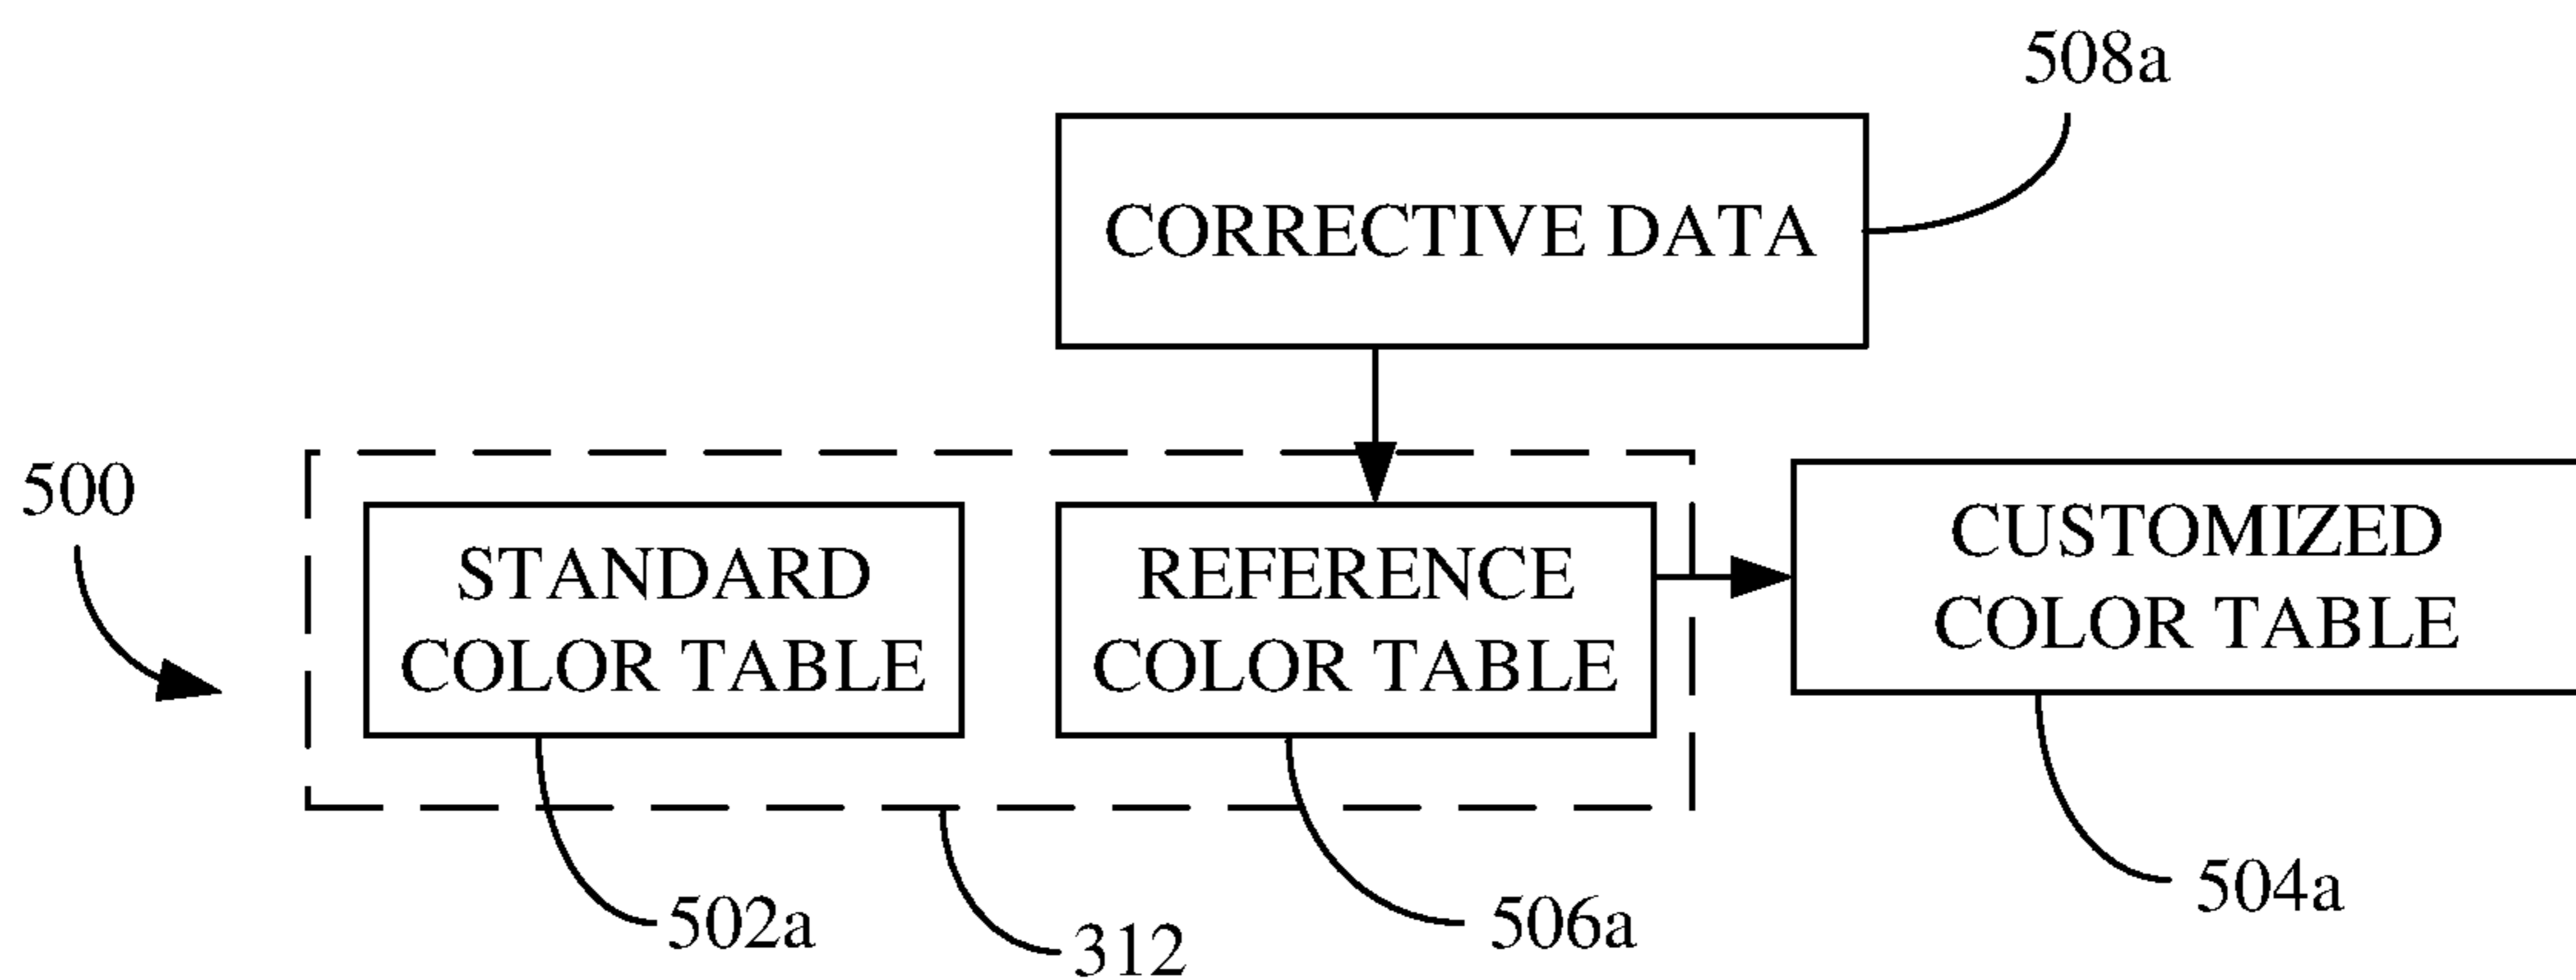 508a
CORRECTIVE DATA
500
STANDARD
COLOR TABLE
REFERENCE
COLOR TABLE
CUSTOMIZED
COLOR TABLE
502a
312
506a
504a